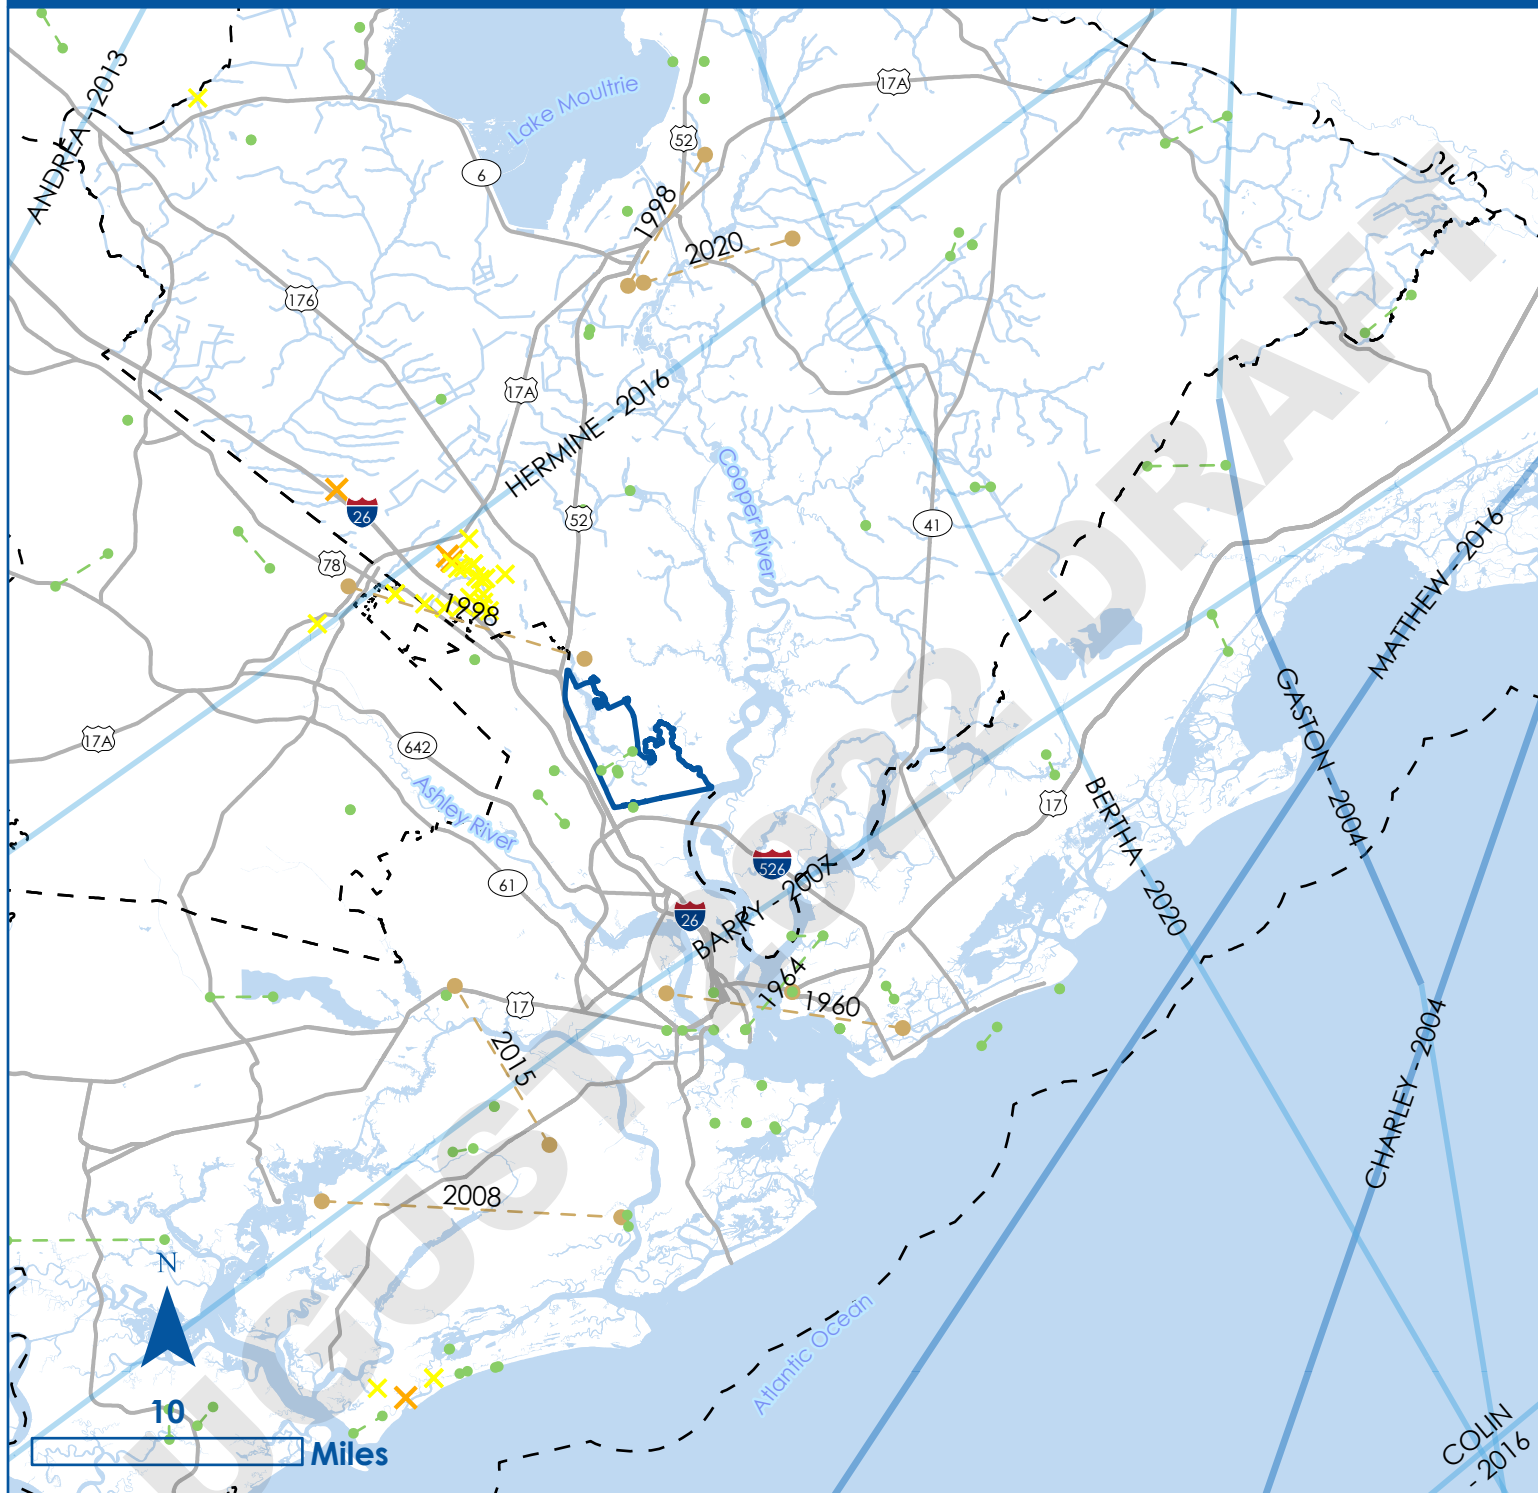 ANDREA - 2013
Lake Moultrie
17A
52
6
1998
2020
176
17A
HERMINE - 2016
Cooper River
26
52
41
78
1998
MATTHEW - 2016
GASTON - 2004
17A
642
Ashley River
17
BERTHA - 2020
526
61
26
BARRY - 2007
1964
1960
17
2015
CHARLEY - 2004
2008
N
Atlantic Ocean
10
Miles
COLIN
- 2016
UGUST 2022 DRAFT